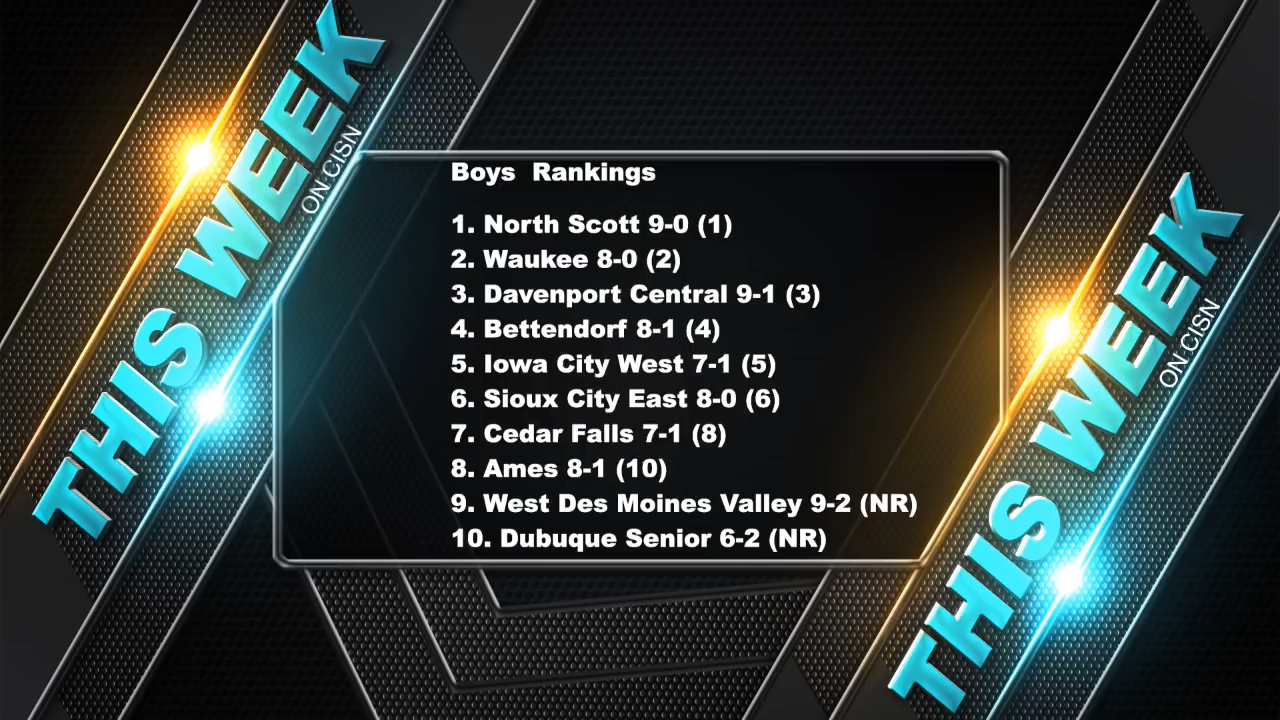 THIS WEEK
ON CISN
Boys Rankings
1. North Scott 9-0 (1)
2. Waukee 8-0 (2)
3. Davenport Central 9-1 (3)
4. Bettendorf 8-1 (4)
5. Iowa City West 7-1 (5)
6. Sioux City East 8-0 (6)
7. Cedar Falls 7-1 (8)
8. Ames 8-1 (10)
9. West Des Moines Valley 9-2 (NR)
10. Dubuque Senior 6-2 (NR)
THIS WEEK
ON CISN